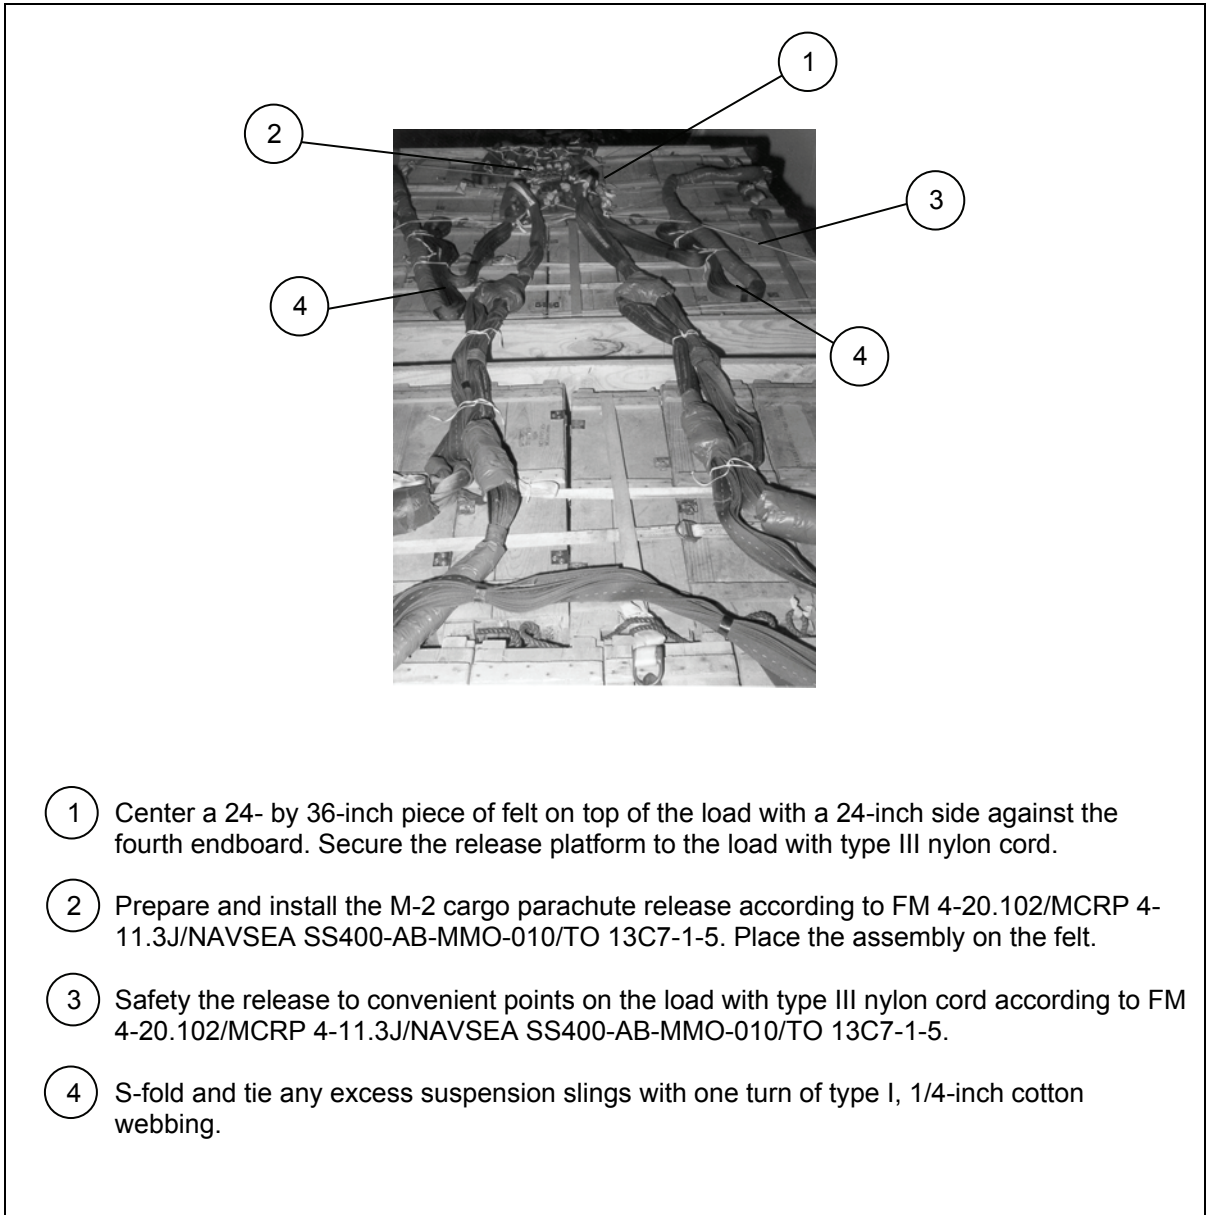 1
2
3
4
4
1 Center a 24- by 36-inch piece of felt on top of the load with a 24-inch side against the
fourth endboard. Secure the release platform to the load with type III nylon cord.
2 Prepare and install the M-2 cargo parachute release according to FM 4-20.102/MCRP 4-
11.3J/NAVSEA SS400-AB-MMO-010/TO 13C7-1-5. Place the assembly on the felt.
3 Safety the release to convenient points on the load with type III nylon cord according to FM
4-20.102/MCRP 4-11.3J/NAVSEA SS400-AB-MMO-010/TO 13C7-1-5.
4 S-fold and tie any excess suspension slings with one turn of type I, 1/4-inch cotton
webbing.